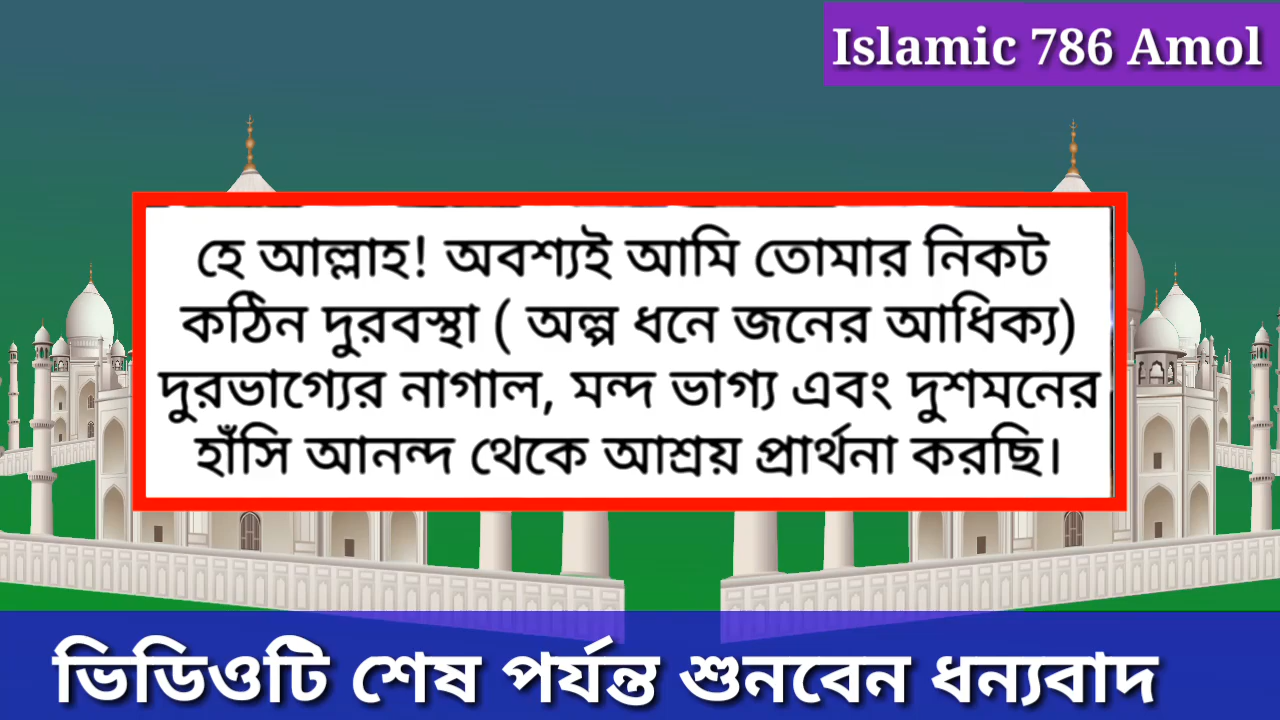 Islamic 786 Amol
হে আল্লাহ! অবশ্যই আমি তোমার নিকট
কঠিন দুরবস্থা ( অল্প ধনে জনের আধিক্য)
দুরভাগ্যের নাগাল, মন্দ ভাগ্য এবং দুশমনের
হাঁসি আনন্দ থেকে আশ্রয় প্রার্থনা করছি।
ভিডিওটি শেষ পর্যন্ত শুনবেন ধন্যবাদ